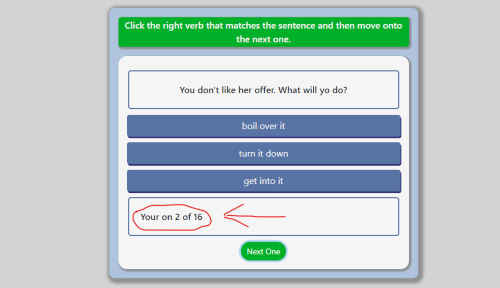 Click the right verb that matches the sentence and then move onto
the next one.
You don't like her offer. What will yo do?
boil over it
turn it down
get into it
Your on 2 of 16
Next One